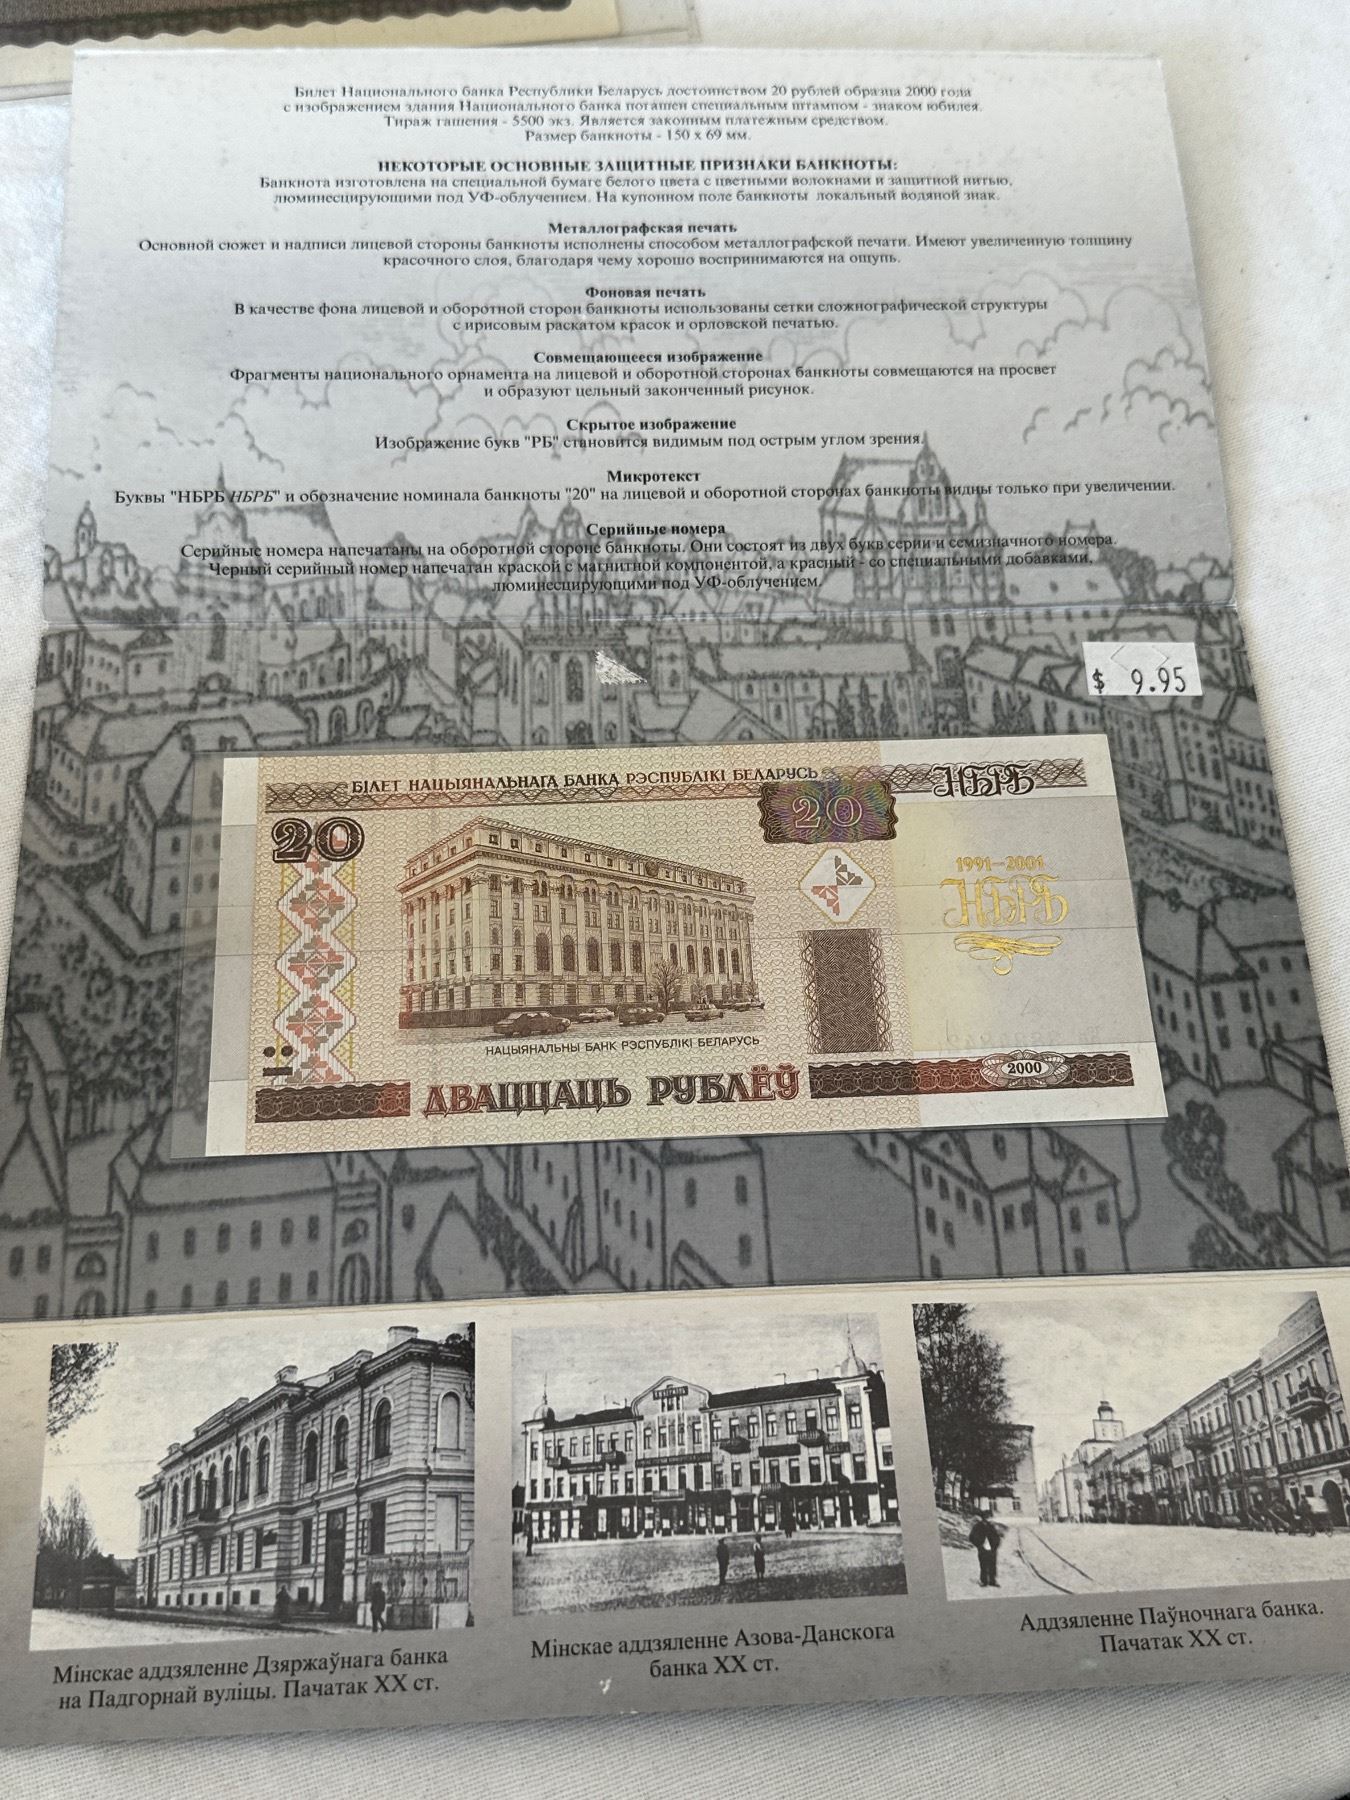 Билет Национального банка Республики Беларусь достоинством 20 рублей образца 2000 года
с изображением здания Национального банка погашен специальным штампом - знаком юбилея.
Тираж гашения - 5500 экз. Является законным платежным средством.
Размер банкноты - 150 х 69 мм.
НЕКОТОРЫЕ ОСНОВНЫЕ ЗАЩИТНЫЕ ПРИЗНАКИ БАНКНОТЫ:
Банкнота изготовлена на специальной бумаге белого цвета с цветными волокнами и защитной нитью,
люминесцирующими под УФ-облучением. На купонном поле банкноты локальный водяной знак.
Металлографская печать
Основной сюжет и надписи лицевой стороны банкноты исполнены способом металлографской печати. Имеют увеличенную толщину
красочного слоя, благодаря чему хорошо воспринимаются на ощупь.
Фоновая печать
В качестве фона лицевой и оборотной сторон банкноты использованы сетки сложнографической структуры
с ирисовым раскатом красок и орловской печатью.
Совмещающееся изображение
Фрагменты национального орнамента на лицевой и оборотной сторонах банкноты совмещаются на просвет
и образуют цельный законченный рисунок.
Скрытое изображение
Изображение букв "РБ" становится видимым под острым углом зрения.
Микротекст
Буквы "НБРБ НБРБ" и обозначение номинала банкноты "20" на лицевой и оборотной сторонах банкноты видны только при увеличении.
Серийные номера
Серийные номера напечатаны на оборотной стороне банкноты. Они состоят из двух букв серии и семизначного номера.
Черный серийный номер напечатан краской с магнитной компонентой, а красный - со специальными добавками,
люминесцирующими под УФ-облучением.
$ 9.95
БІЛЕТ НАЦЫЯНАЛЬНАГА БАНКА РЭСПУБЛІКІ БЕЛАРУСЬ
НБРБ
20
20
1991–2001
НБРБ
НАЦЫЯНАЛЬНЫ БАНК РЭСПУБЛІКІ БЕЛАРУСЬ
ДВАЦЦАЦЬ РУБЛЁЎ
2000
Мінскае аддзяленне Дзяржаўнага банка
на Падгорнай вуліцы. Пачатак XX ст.
Мінскае аддзяленне Азова-Данскога
банка XX ст.
Аддзяленне Паўночнага банка.
Пачатак XX ст.